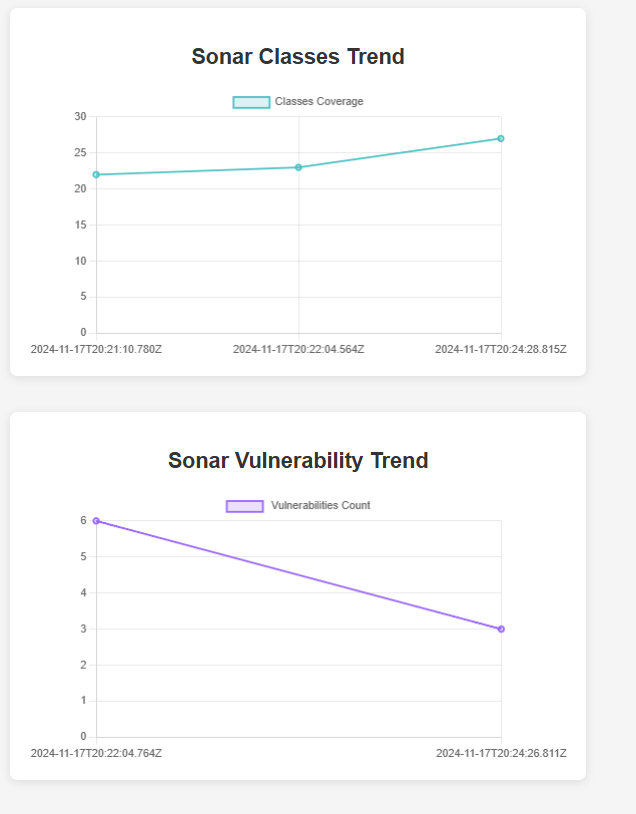 Sonar Classes Trend
Classes Coverage
30
25
20
15
10
5
0
2024-11-17T20:21:10.780Z 2024-11-17T20:22:04.564Z 2024-11-17T20:24:28.815Z
Sonar Vulnerability Trend
Vulnerabilities Count
6
5
4
3
2
1
0
2024-11-17T20:22:04.764Z 2024-11-17T20:24:26.811Z